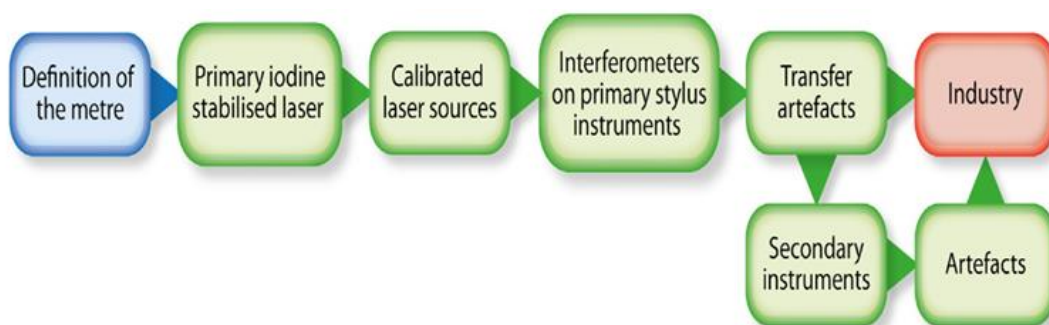 Definition of
the metre
Primary iodine
stabilised laser
Calibrated
laser sources
Interferometers
on primary stylus
instruments
Transfer
artefacts
Industry
Secondary
instruments
Artefacts